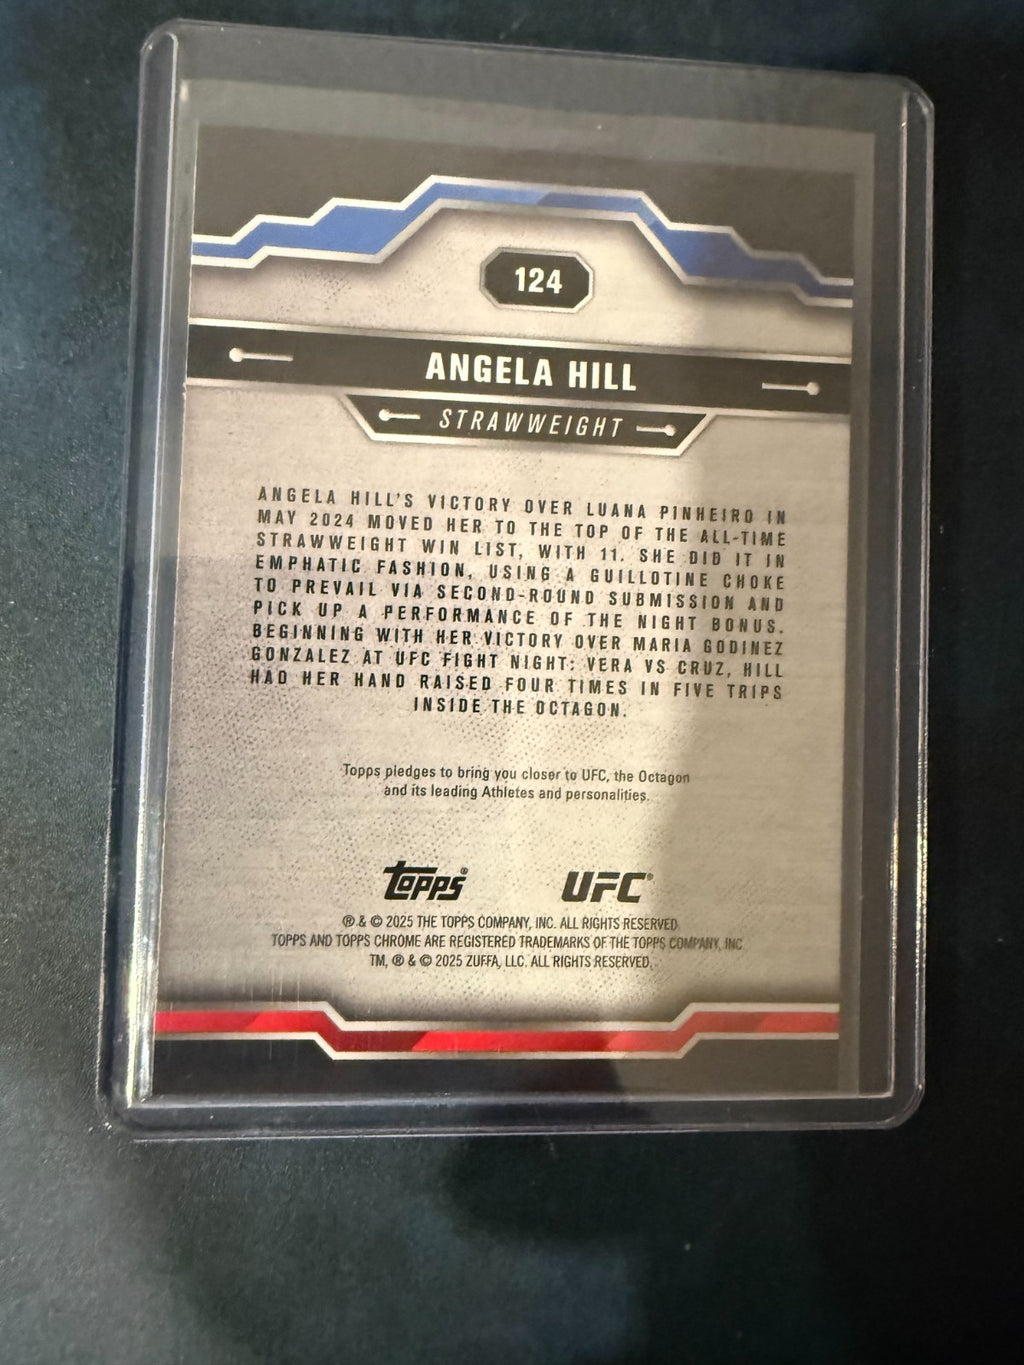 124
ANGELA HILL
STRAWWEIGHT
ANGELA HILL'S VICTORY OVER LUANA PINHEIRO IN
MAY 2024 MOVED HER TO THE TOP OF THE ALL-TIME
STRAWWEIGHT WIN LIST, WITH 11. SHE DID IT IN
EMPHATIC FASHION, USING A GUILLOTINE CHOKE
TO PREVAIL VIA SECOND-ROUND SUBMISSION AND
PICK UP A PERFORMANCE OF THE NIGHT BONUS.
BEGINNING WITH HER VICTORY OVER MARIA GODINEZ
GONZALEZ AT UFC FIGHT NIGHT: VERA VS CRUZ, HILL
HAD HER HAND RAISED FOUR TIMES IN FIVE TRIPS
INSIDE THE OCTAGON.
Topps pledges to bring you closer to UFC, the Octagon
and its leading Athletes and personalities.
Topps® UFC®
® & © 2025 THE TOPPS COMPANY, INC. ALL RIGHTS RESERVED.
TOPPS AND TOPPS CHROME ARE REGISTERED TRADEMARKS OF THE TOPPS COMPANY, INC.
TM, ® & © 2025 ZUFFA, LLC. ALL RIGHTS RESERVED.